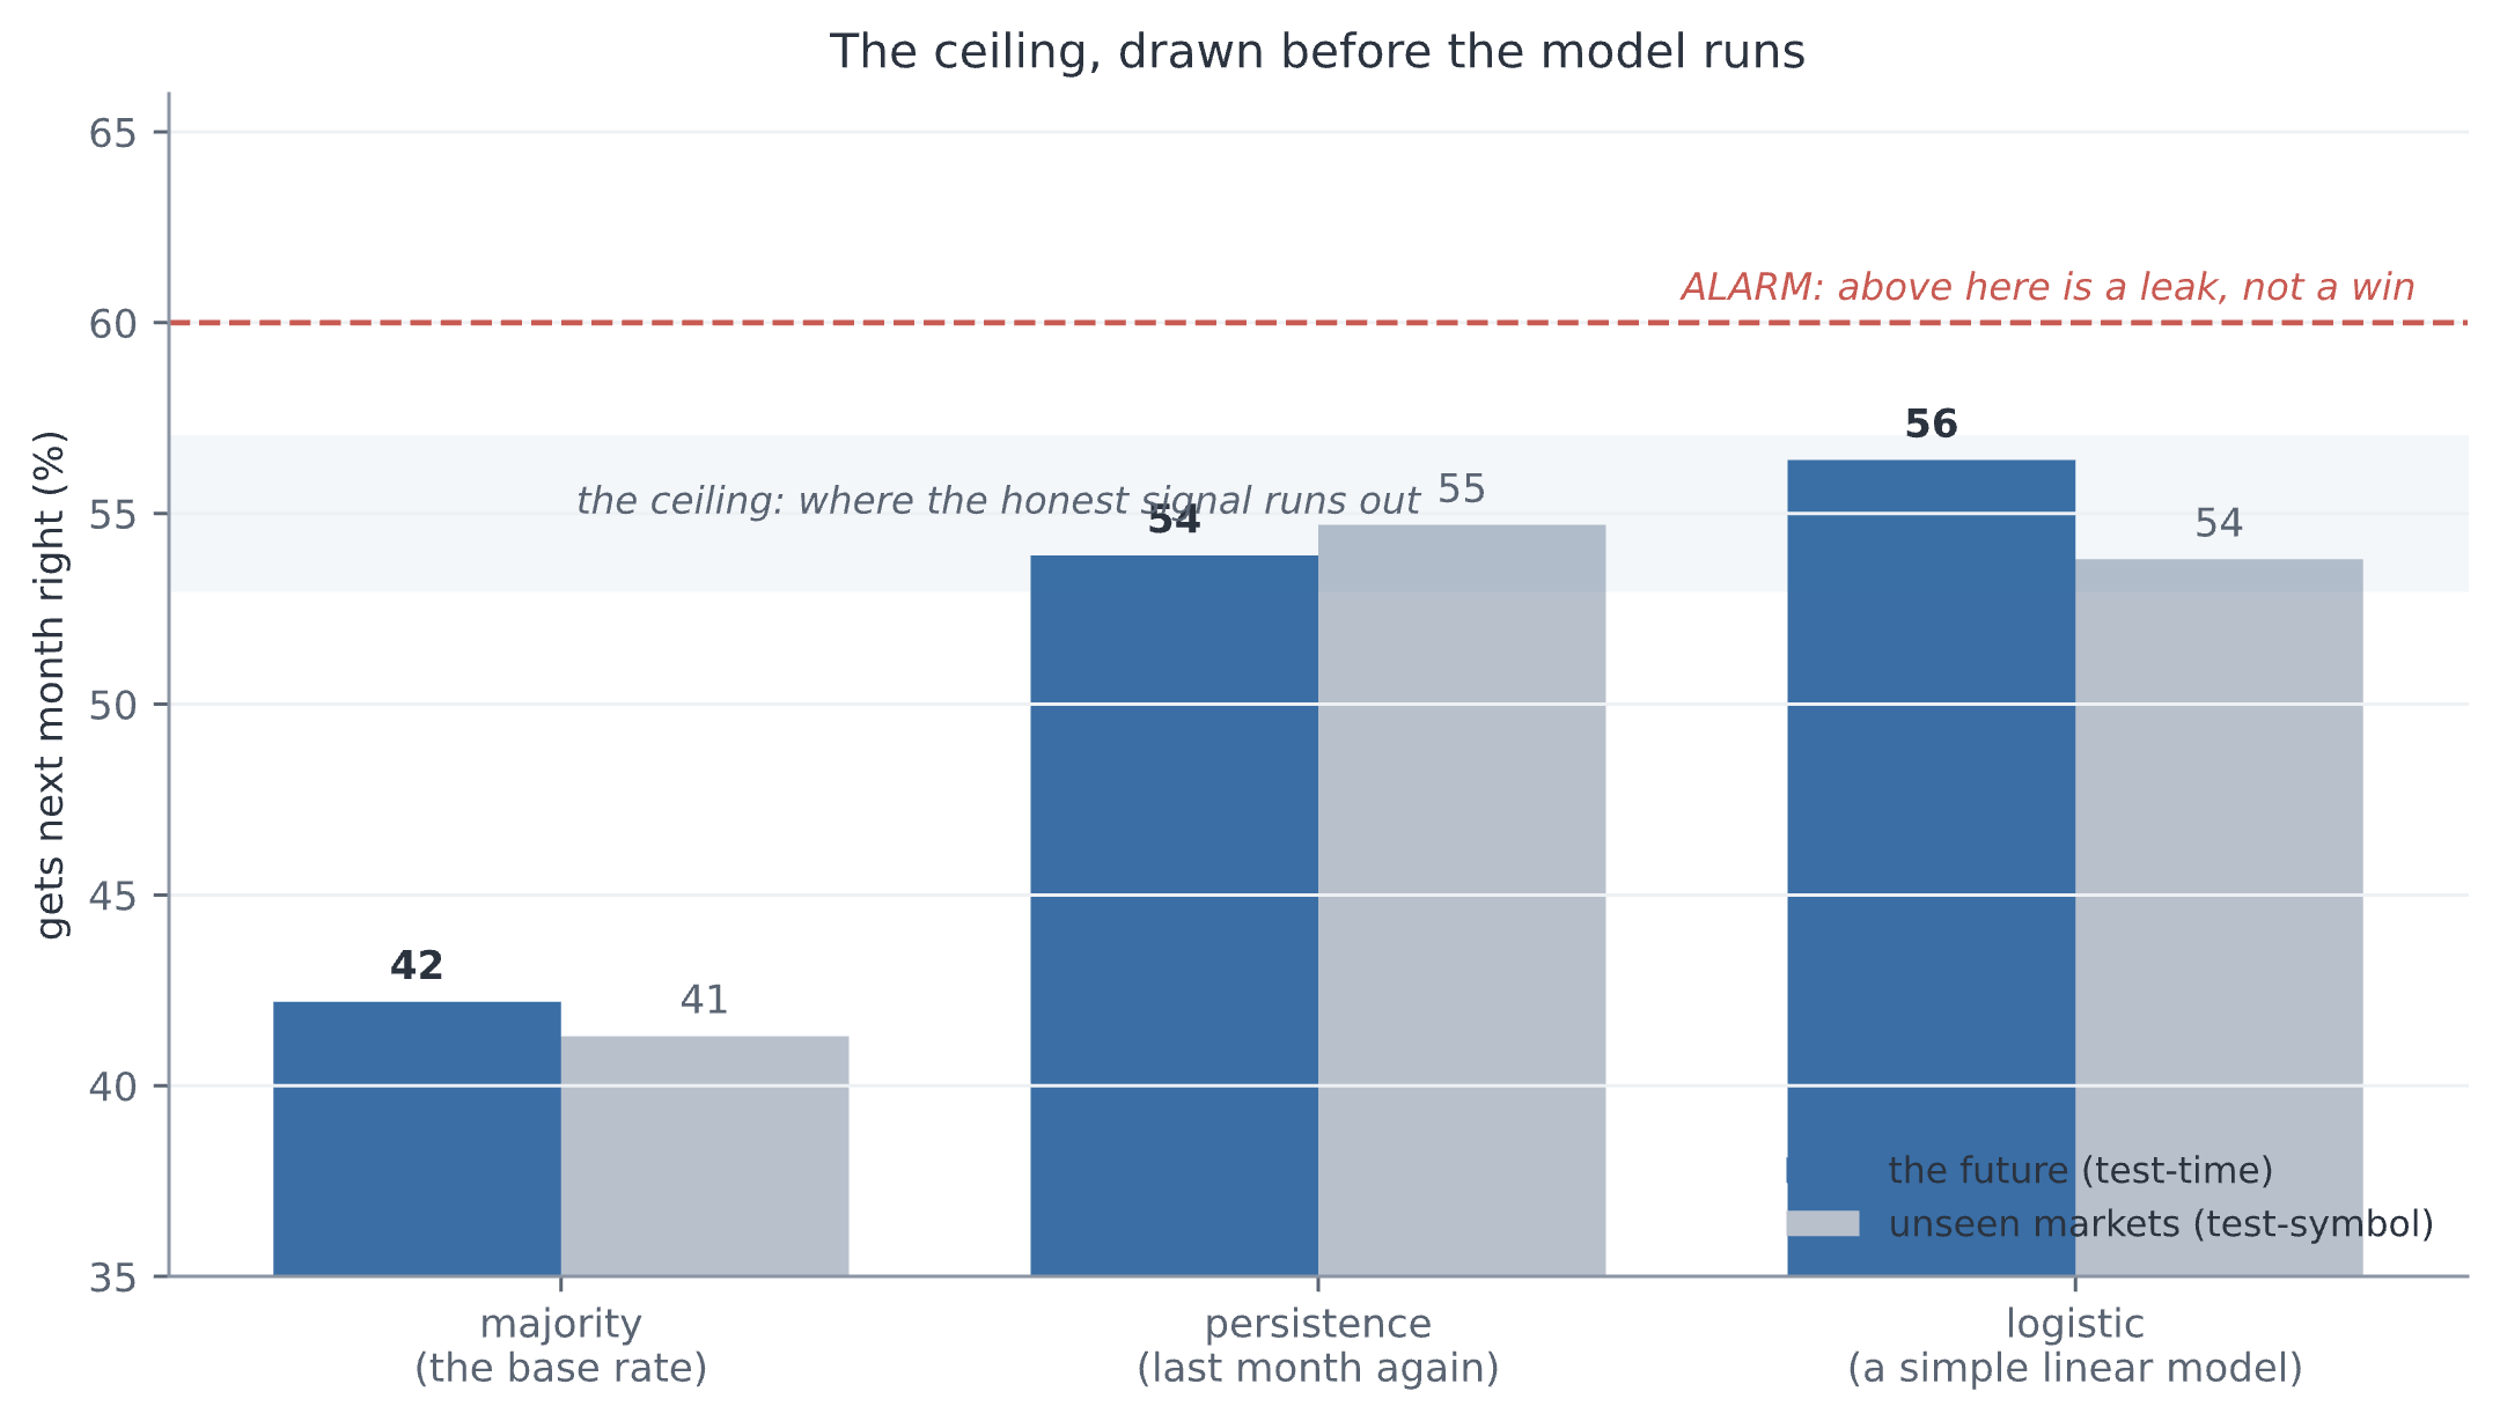 The ceiling, drawn before the model runs
gets next month right (%)
65
60
55
50
45
40
35
ALARM: above here is a leak, not a win
the ceiling: where the honest signal runs out
42
41
54
55
56
54
the future (test-time)
unseen markets (test-symbol)
majority
(the base rate)
persistence
(last month again)
logistic
(a simple linear model)